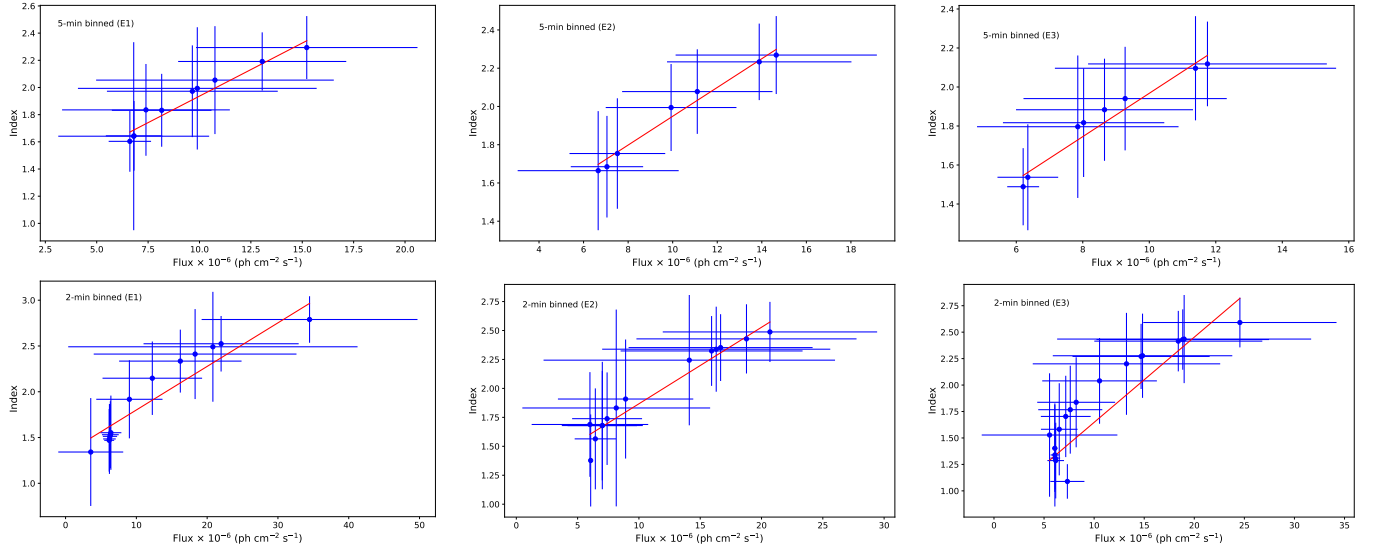 5-min binned (E1)
Index
2.6
2.4
2.2
2.0
1.8
1.6
1.4
1.2
1.0
2.5 5.0 7.5 10.0 12.5 15.0 17.5 20.0
Flux × 10⁻⁶ (ph cm⁻² s⁻¹)
5-min binned (E2)
Index
2.6
2.4
2.2
2.0
1.8
1.6
1.4
4 6 8 10 12 14 16 18
Flux × 10⁻⁶ (ph cm⁻² s⁻¹)
5-min binned (E3)
Index
2.4
2.2
2.0
1.8
1.6
1.4
6 8 10 12 14 16
Flux × 10⁻⁶ (ph cm⁻² s⁻¹)
2-min binned (E1)
Index
3.0
2.5
2.0
1.5
1.0
0 10 20 30 40 50
Flux × 10⁻⁶ (ph cm⁻² s⁻¹)
2-min binned (E2)
Index
2.75
2.50
2.25
2.00
1.75
1.50
1.25
1.00
0 5 10 15 20 25 30
Flux × 10⁻⁶ (ph cm⁻² s⁻¹)
2-min binned (E3)
Index
2.75
2.50
2.25
2.00
1.75
1.50
1.25
1.00
0 5 10 15 20 25 30 35
Flux × 10⁻⁶ (ph cm⁻² s⁻¹)